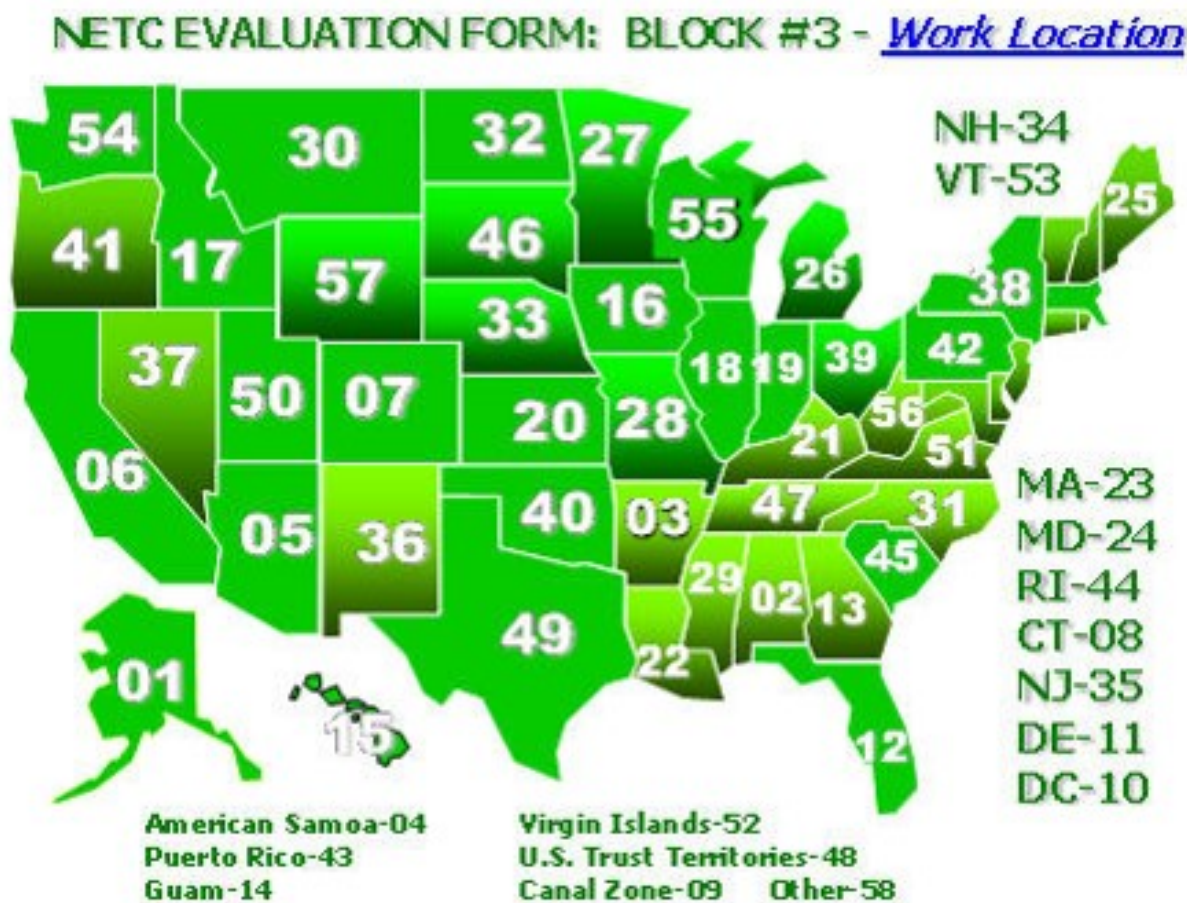 NETC EVALUATION FORM: BLOCK #3 - Work Location
NH-34
VT-53
54
30
32
27
25
41
17
57
46
55
26
38
37
50
07
33
16
18
19
39
42
06
20
28
21
56
51
05
36
40
03
47
31
49
29
02
13
45
22
12
01
15
MA-23
MD-24
RI-44
CT-08
NJ-35
DE-11
DC-10
American Samoa-04
Virgin Islands-52
Puerto Rico-43
U.S. Trust Territories-48
Guam-14
Canal Zone-09 Other-58